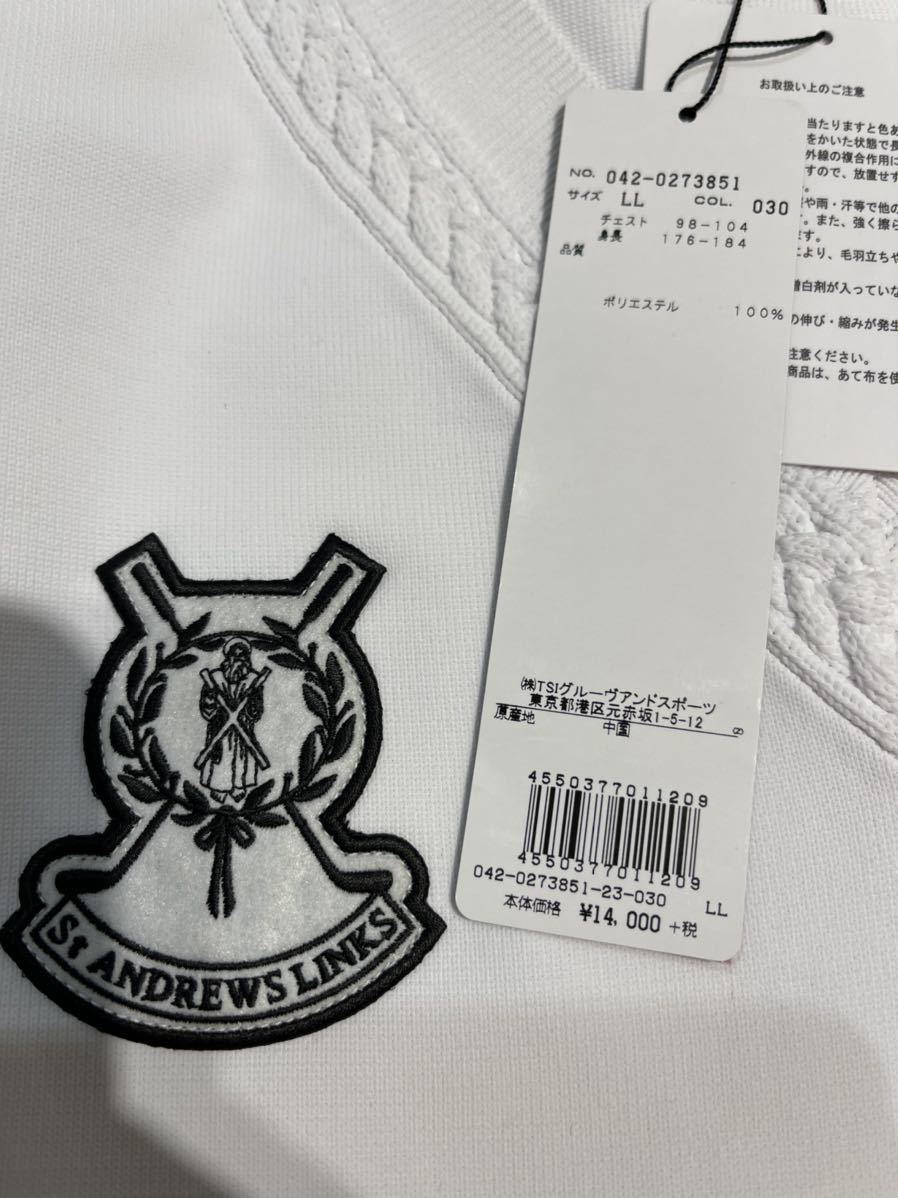 お取扱い上のご注意
当たりますと色あ
をかいた状態で長
外線の複合作用に
すので、放置せず
や雨・汗等で他の
。また、強く擦ら
ます。
により、毛羽立ちや
増白剤が入っていな
の伸び・縮みが発生
注意ください。
商品は、あて布を使
NO. 042-0273851
サイズ LL COL. 030
チェスト 98-104
身長 176-184
品質
ポリエステル 100%
㈱TSIグルーヴアンドスポーツ
東京都港区元赤坂1-5-12
原産地 中国
4550377011209
4550377011209
042-0273851-23-030 LL
本体価格 ¥14,000+税
St ANDREWS LINKS